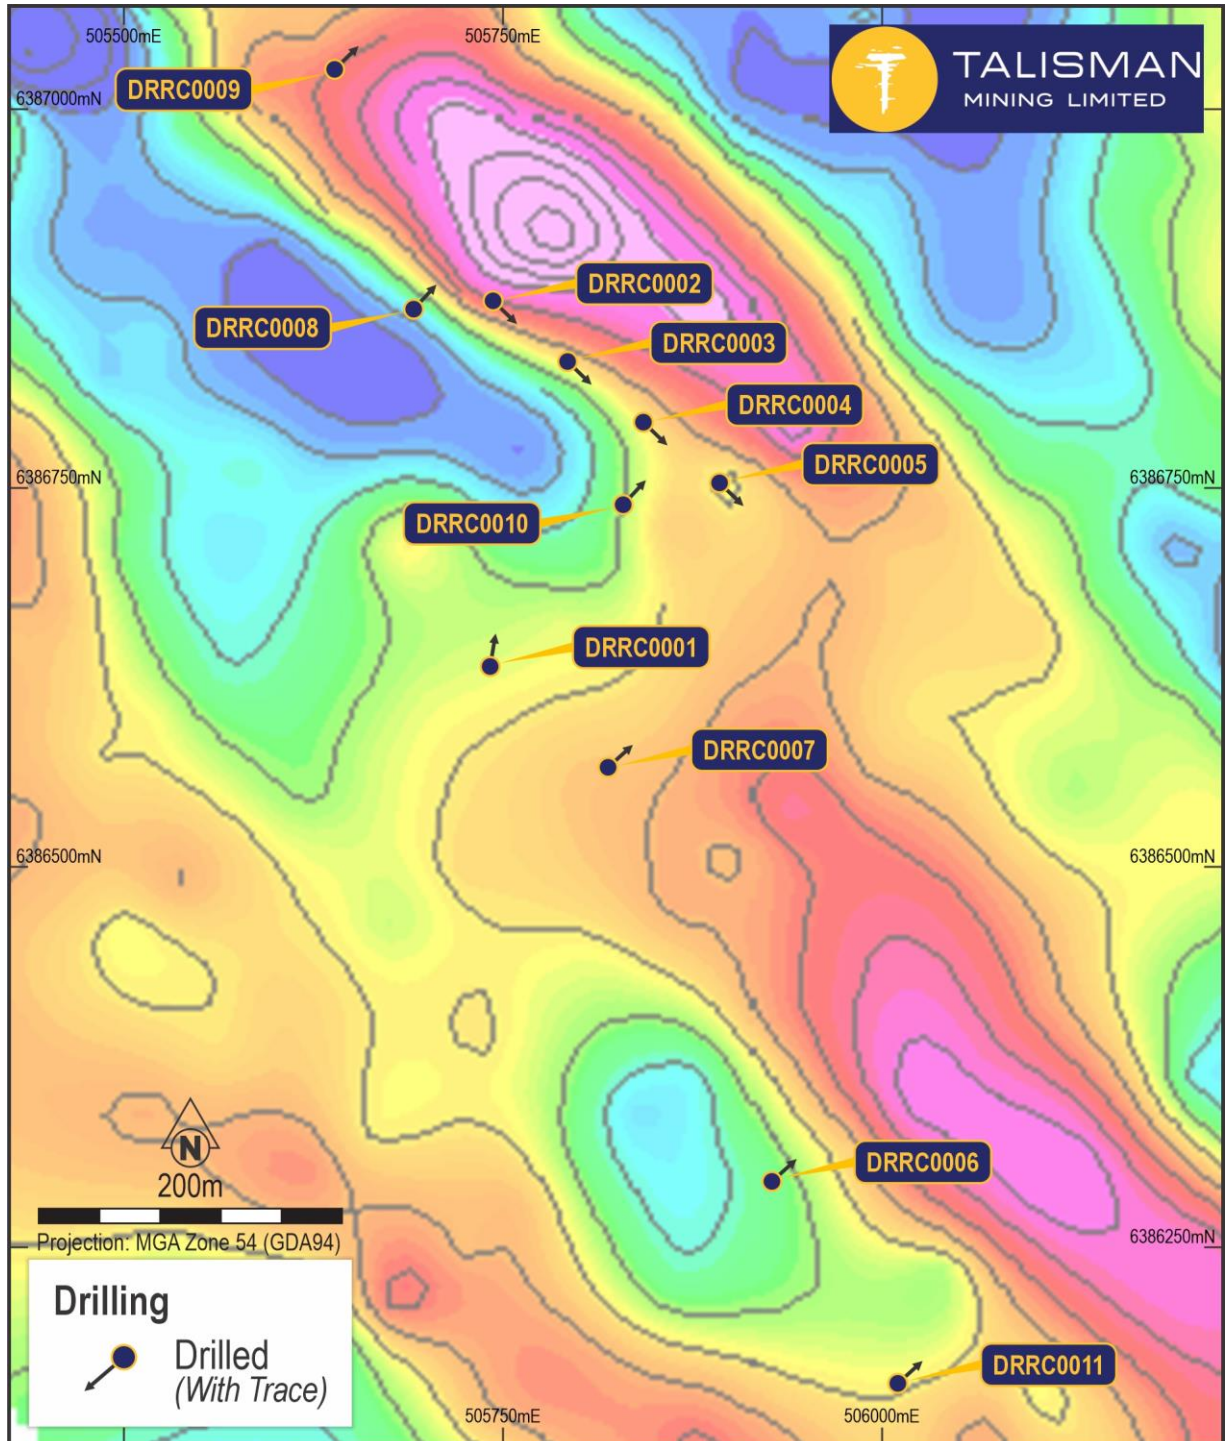 505500mE
505750mE
TALISMAN
MINING LIMITED
DRRC0009
6387000mN
DRRC0002
DRRC0008
DRRC0003
DRRC0004
DRRC0005
6386750mN
6386750mN
DRRC0010
DRRC0001
DRRC0007
6386500mN
6386500mN
N
200m
DRRC0006
Projection: MGA Zone 54 (GDA94)
6386250mN
Drilling
Drilled
(With Trace)
DRRC0011
505750mE
506000mE